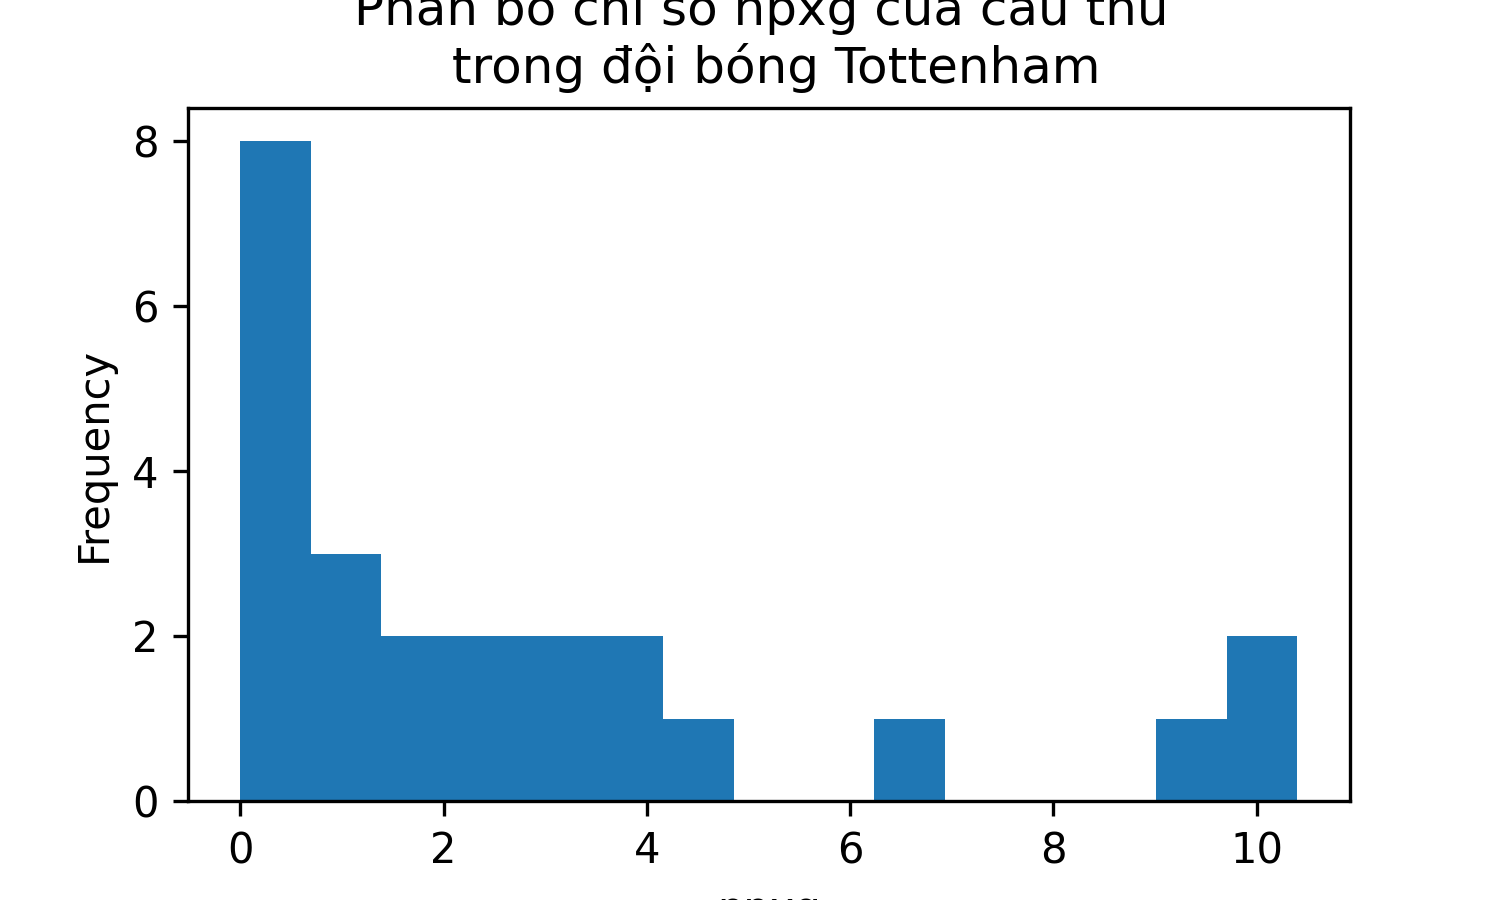 Phân bố chỉ số npxg của cầu thủ
trong đội bóng Tottenham
8
6
4
2
0
Frequency
0 2 4 6 8 10
npxg